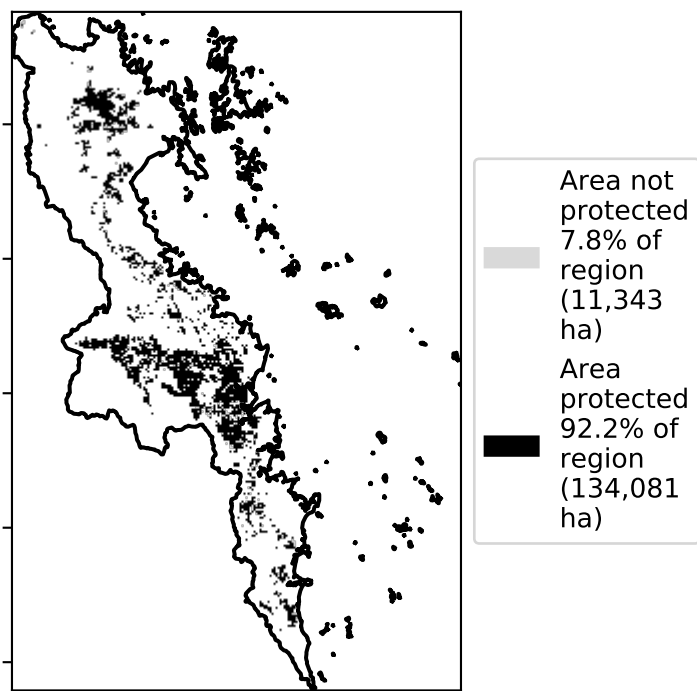 Area not
protected
7.8% of
region
(11,343
ha)
Area
protected
92.2% of
region
(134,081
ha)